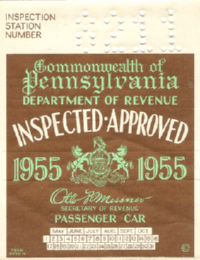 INSPECTION
STATION
NUMBER
Commonwealth of
Pennsylvania
DEPARTMENT OF REVENUE
INSPECTED·APPROVED
1955 1955
SECRETARY OF REVENUE
PASSENGER CAR
MAY JUNE JULY AUG SEPT OCT